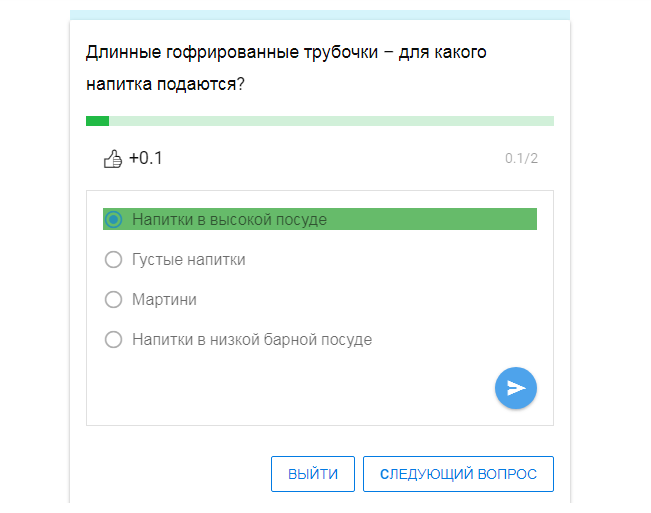 Длинные гофрированные трубочки – для какого
напитка подаются?
+0.1
0.1/2
Напитки в высокой посуде
Густые напитки
Мартини
Напитки в низкой барной посуде
ВЫЙТИ
СЛЕДУЮЩИЙ ВОПРОС